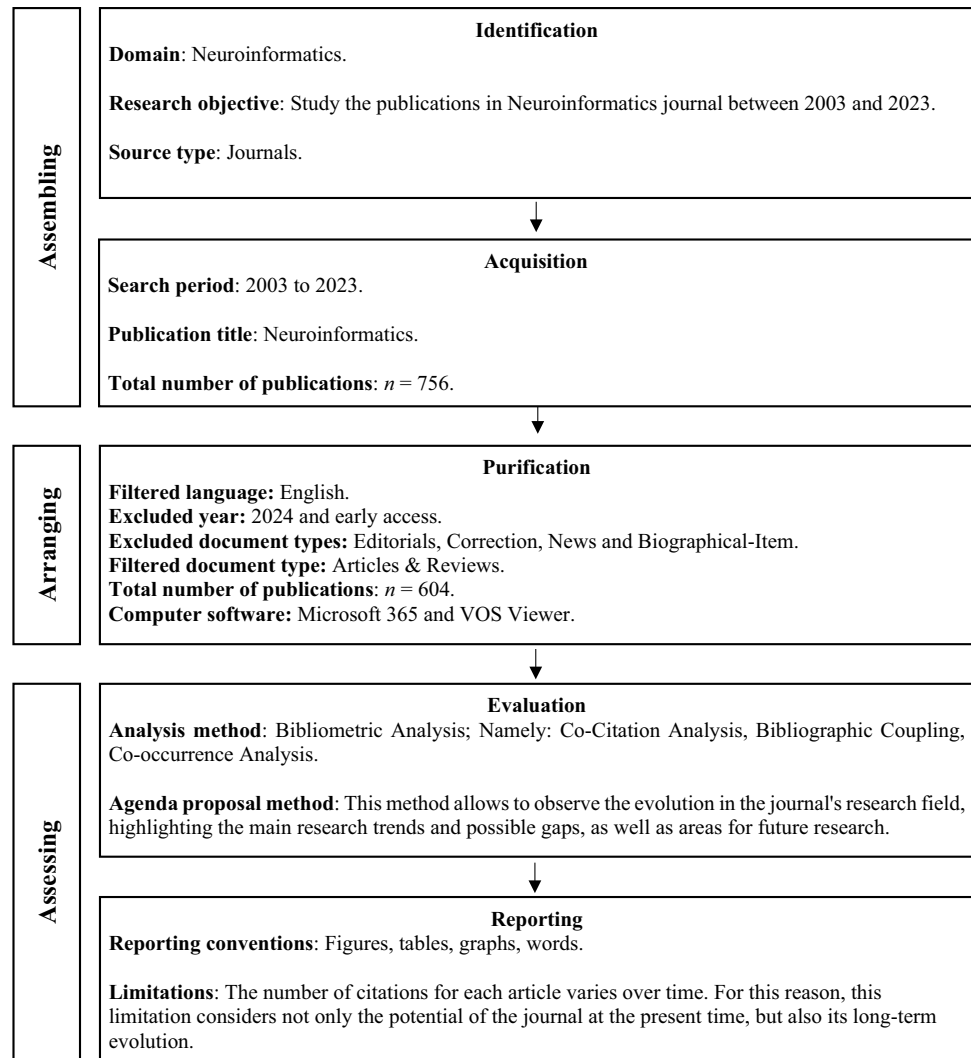 Assembling
Identification
Domain: Neuroinformatics.
Research objective: Study the publications in Neuroinformatics journal between 2003 and 2023.
Source type: Journals.
Acquisition
Search period: 2003 to 2023.
Publication title: Neuroinformatics.
Total number of publications: n = 756.
Arranging
Purification
Filtered language: English.
Excluded year: 2024 and early access.
Excluded document types: Editorials, Correction, News and Biographical-Item.
Filtered document type: Articles & Reviews.
Total number of publications: n = 604.
Computer software: Microsoft 365 and VOS Viewer.
Assessing
Evaluation
Analysis method: Bibliometric Analysis; Namely: Co-Citation Analysis, Bibliographic Coupling,
Co-occurrence Analysis.
Agenda proposal method: This method allows to observe the evolution in the journal's research field,
highlighting the main research trends and possible gaps, as well as areas for future research.
Reporting
Reporting conventions: Figures, tables, graphs, words.
Limitations: The number of citations for each article varies over time. For this reason, this
limitation considers not only the potential of the journal at the present time, but also its long-term
evolution.